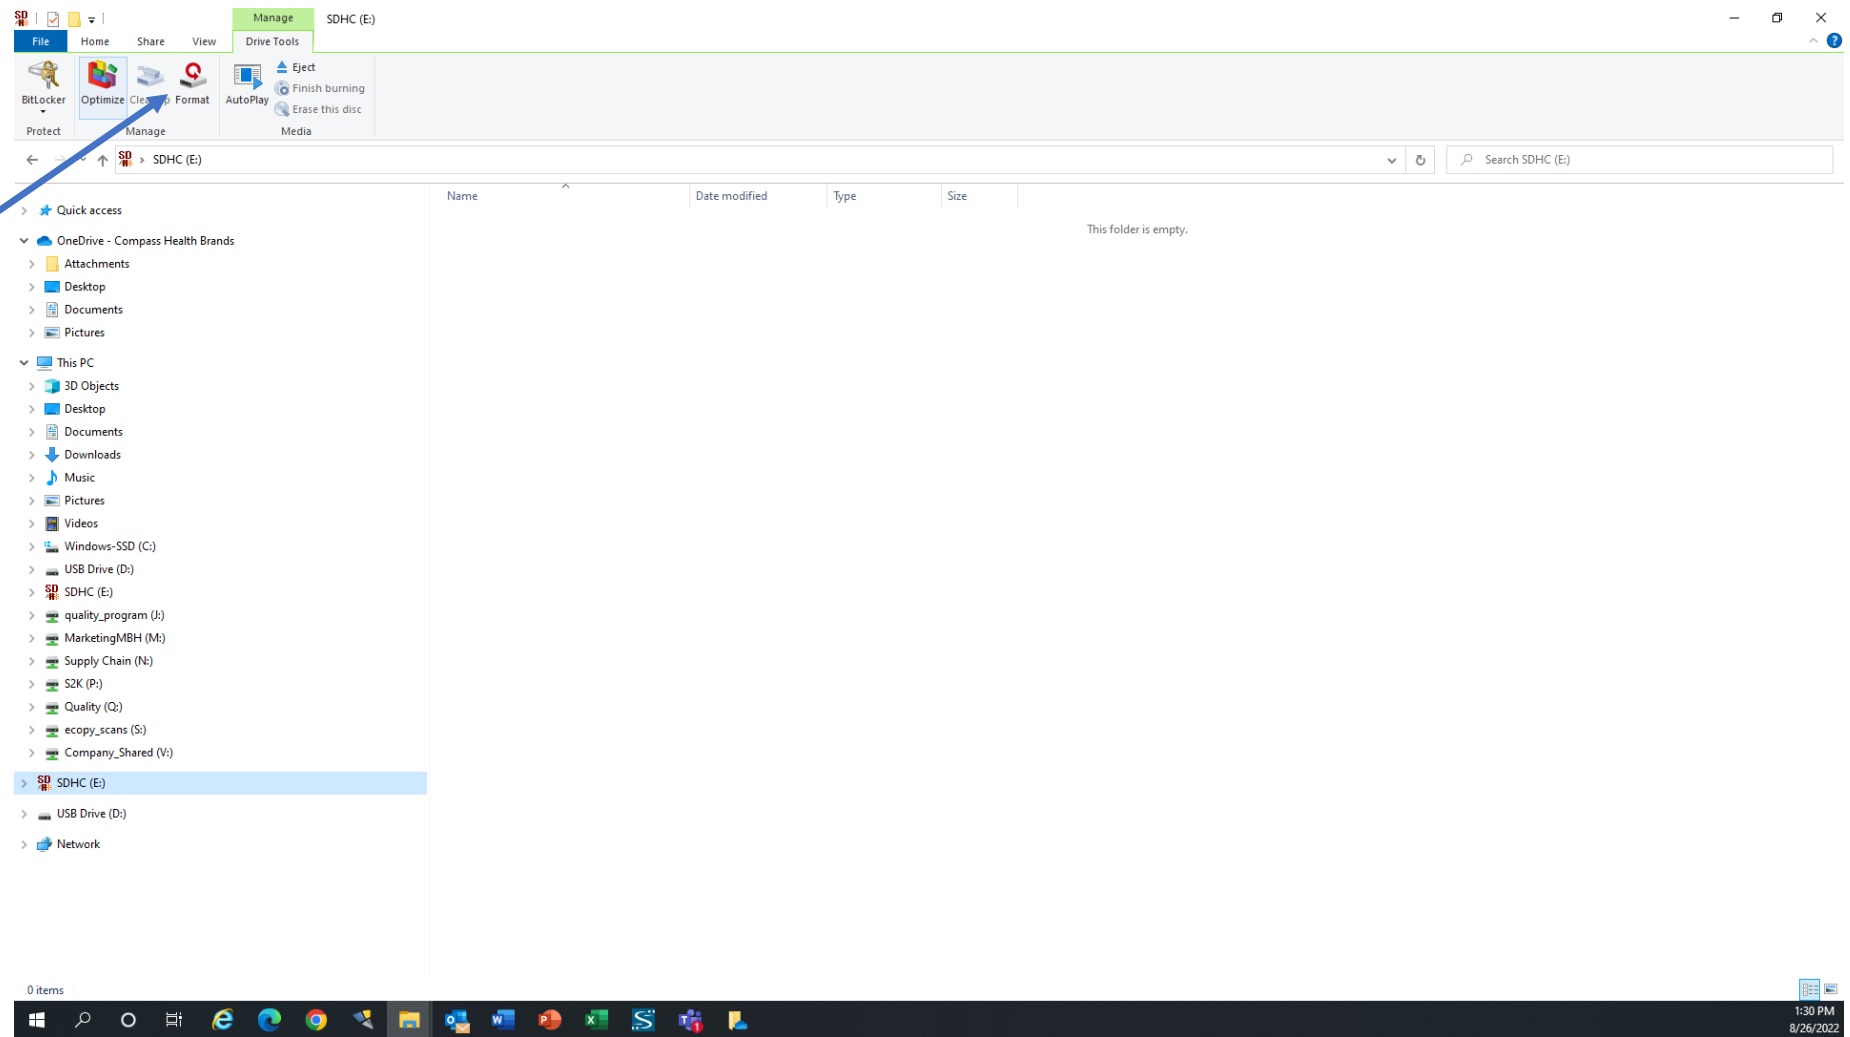 Manage SDHC (E:)
File Home Share View Drive Tools
Eject
Finish burning
Erase this disc
BitLocker Optimize Format AutoPlay
Protect Manage Media
SDHC (E:) Search SDHC (E:)
Name Date modified Type Size
This folder is empty.
Quick access
OneDrive - Compass Health Brands
Attachments
Desktop
Documents
Pictures
This PC
3D Objects
Desktop
Documents
Downloads
Music
Pictures
Videos
Windows-SSD (C:)
USB Drive (D:)
SDHC (E:)
quality_program (J:)
MarketingMBH (M:)
Supply Chain (N:)
S2K (P:)
Quality (Q:)
ecopy_scans (S:)
Company_Shared (V:)
SDHC (E:)
USB Drive (D:)
Network
0 items
1:30 PM
8/26/2022